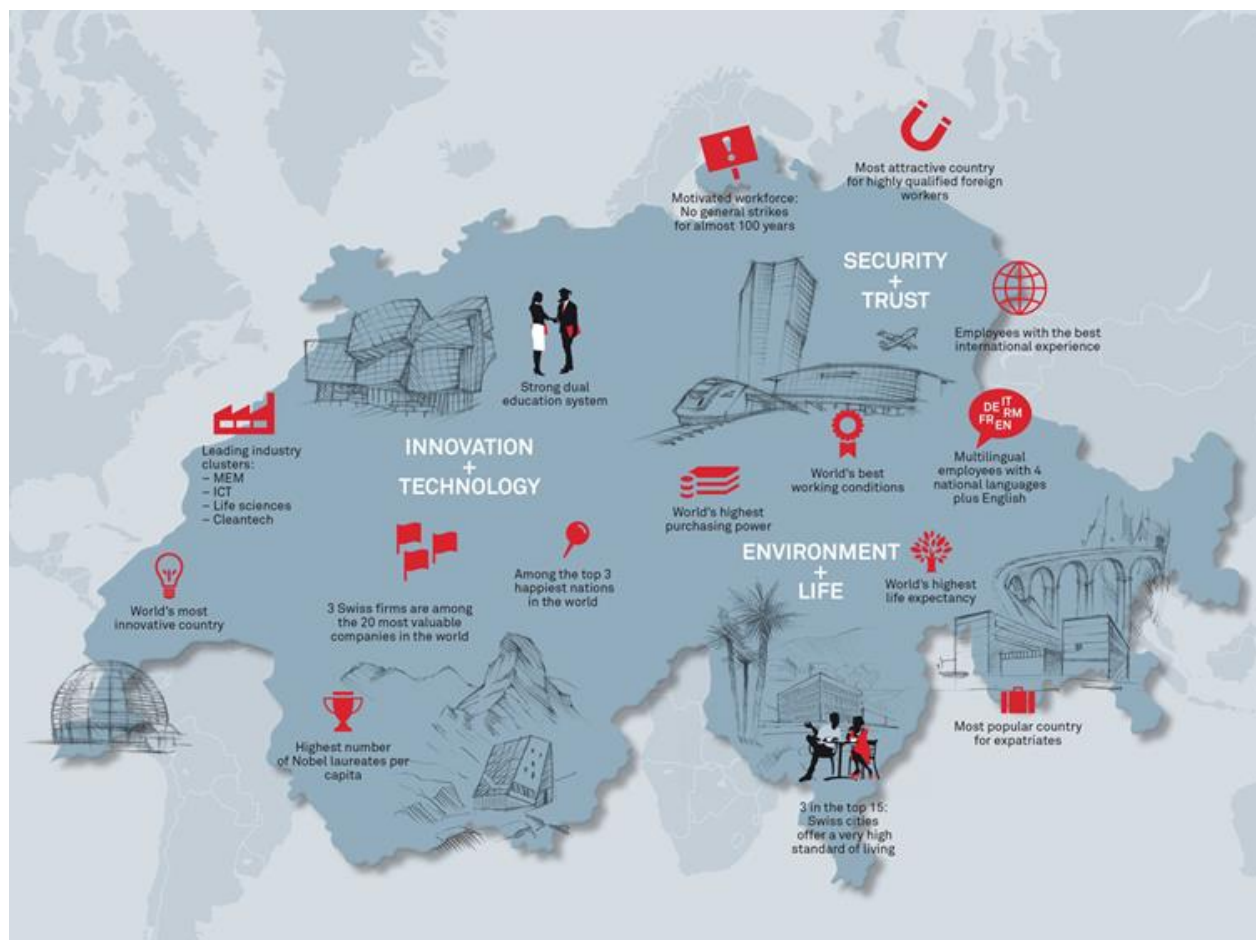 Motivated workforce:
No general strikes
for almost 100 years
Most attractive country
for highly qualified foreign
workers
SECURITY
+
TRUST
Employees with the best
international experience
Strong dual
education system
INNOVATION
+
TECHNOLOGY
Leading industry
clusters:
– MEM
– ICT
– Life sciences
– Cleantech
DE IT
FR RM
EN
Multilingual
employees with 4
national languages
plus English
World's best
working conditions
World's highest
purchasing power
ENVIRONMENT
+
LIFE
World's highest
life expectancy
Among the top 3
happiest nations
in the world
3 Swiss firms are among
the 20 most valuable
companies in the world
World's most
innovative country
Highest number
of Nobel laureates per
capita
Most popular country
for expatriates
3 in the top 15:
Swiss cities
offer a very high
standard of living